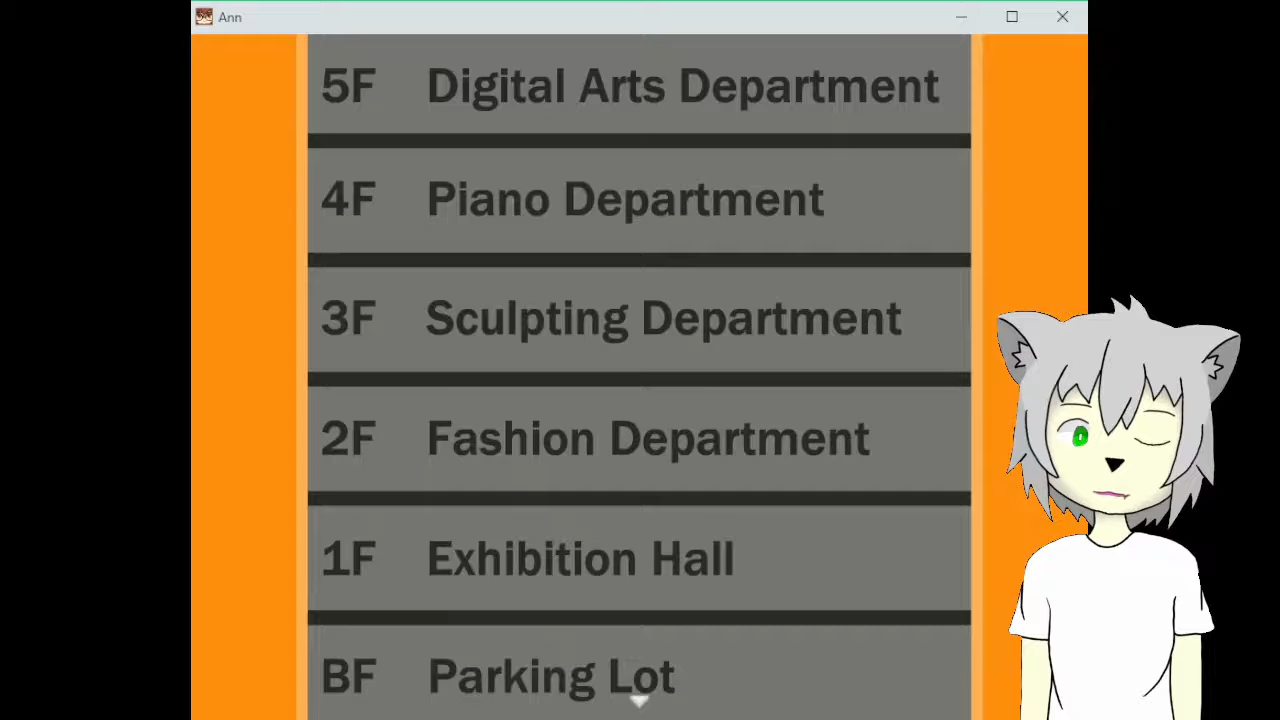 Ann
5F Digital Arts Department
4F Piano Department
3F Sculpting Department
2F Fashion Department
1F Exhibition Hall
BF Parking Lot